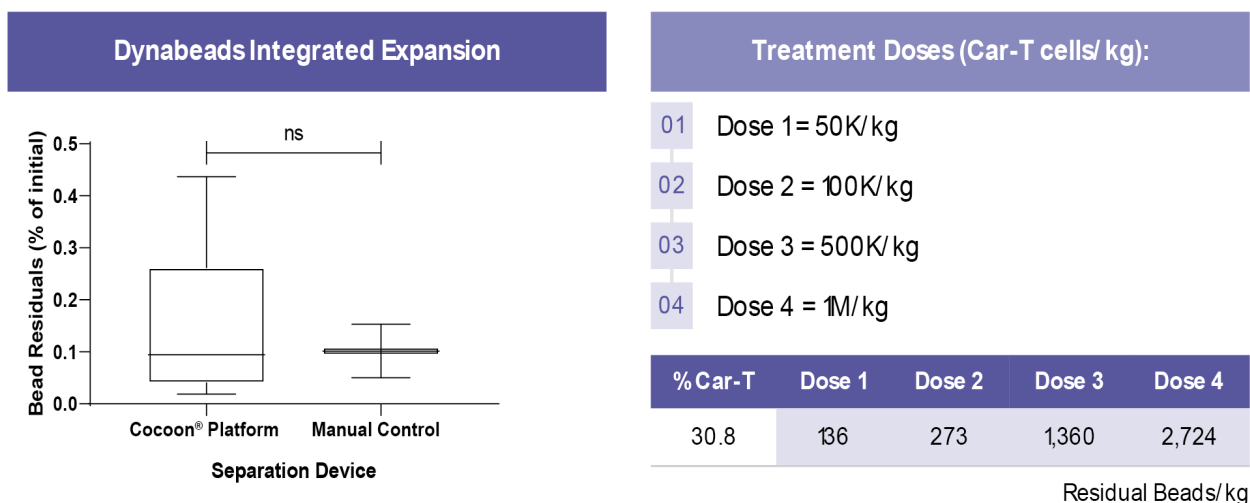 Dynabeads Integrated Expansion
ns
Bead Residuals (% of initial)
0.5
0.4
0.3
0.2
0.1
0.0
Cocoon® Platform Manual Control
Separation Device
Treatment Doses (Car-T cells/kg):
01 Dose 1 = 50K/kg
02 Dose 2 = 100K/kg
03 Dose 3 = 500K/kg
04 Dose 4 = 1M/kg
% Car-T Dose 1 Dose 2 Dose 3 Dose 4
30.8 136 273 1,360 2,724
Residual Beads/kg